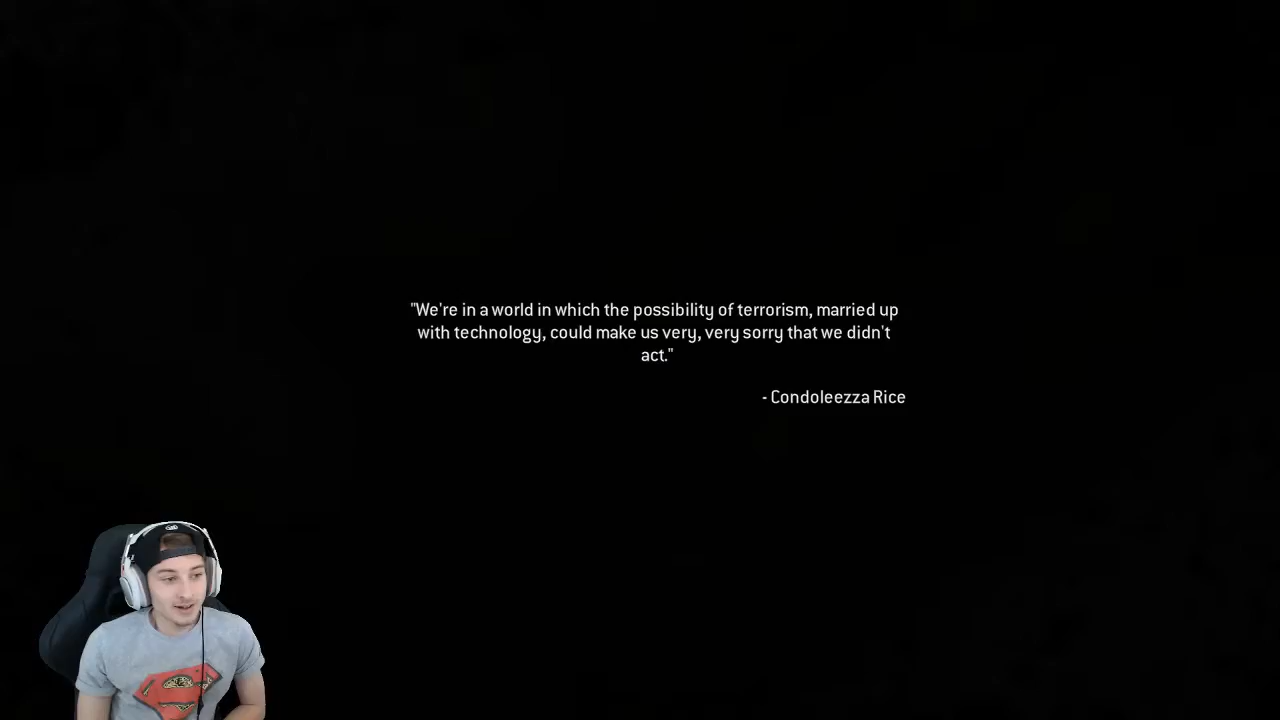 "We're in a world in which the possibility of terrorism, married up
with technology, could make us very, very sorry that we didn't
act."
- Condoleezza Rice